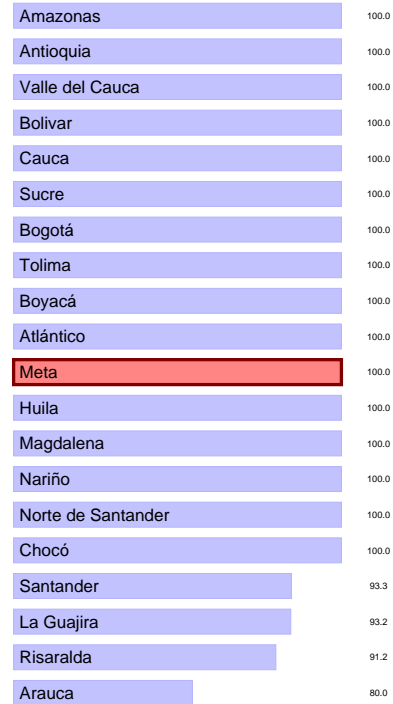 Amazonas 100.0
Antioquia 100.0
Valle del Cauca 100.0
Bolivar 100.0
Cauca 100.0
Sucre 100.0
Bogotá 100.0
Tolima 100.0
Boyacá 100.0
Atlántico 100.0
Meta 100.0
Huila 100.0
Magdalena 100.0
Nariño 100.0
Norte de Santander 100.0
Chocó 100.0
Santander 93.3
La Guajira 93.2
Risaralda 91.2
Arauca 80.0